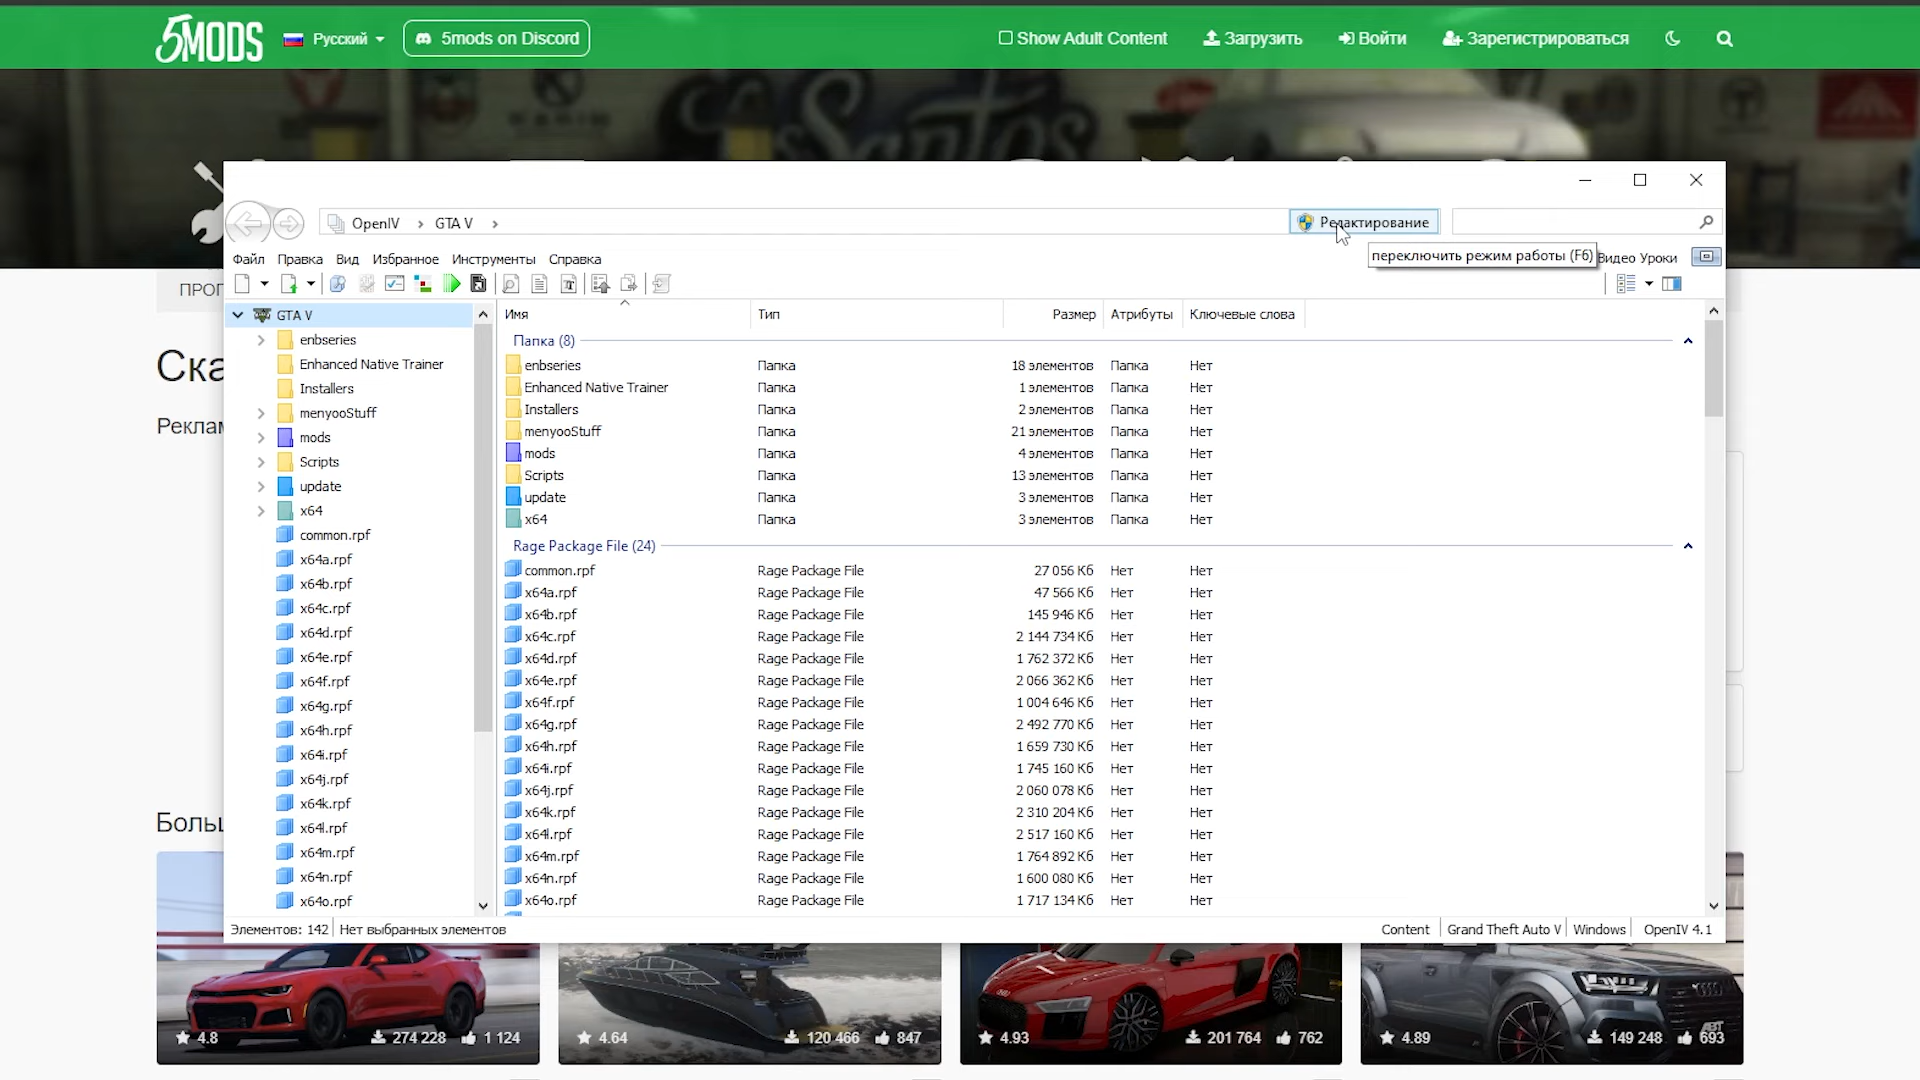 5MODS
Русский
5mods on Discord
Show Adult Content
Загрузить
Войти
Зарегистрироваться
OpenIV
GTA V
Редактирование
переключить режим работы (F6)
Файл
Правка
Вид
Избранное
Инструменты
Справка
Видео Уроки
GTA V
enbseries
Enhanced Native Trainer
Installers
menyooStuff
mods
Scripts
update
x64
common.rpf
x64a.rpf
x64b.rpf
x64c.rpf
x64d.rpf
x64e.rpf
x64f.rpf
x64g.rpf
x64h.rpf
x64i.rpf
x64j.rpf
x64k.rpf
x64l.rpf
x64m.rpf
x64n.rpf
x64o.rpf
Имя Тип Размер Атрибуты Ключевые слова
Папка (8)
enbseries Папка 18 элементов Папка Нет
Enhanced Native Trainer Папка 1 элементов Папка Нет
Installers Папка 2 элементов Папка Нет
menyooStuff Папка 21 элементов Папка Нет
mods Папка 4 элементов Папка Нет
Scripts Папка 13 элементов Папка Нет
update Папка 3 элементов Папка Нет
x64 Папка 3 элементов Папка Нет
Rage Package File (24)
common.rpf Rage Package File 27 056 Кб Нет Нет
x64a.rpf Rage Package File 47 566 Кб Нет Нет
x64b.rpf Rage Package File 145 946 Кб Нет Нет
x64c.rpf Rage Package File 2 144 734 Кб Нет Нет
x64d.rpf Rage Package File 1 762 372 Кб Нет Нет
x64e.rpf Rage Package File 2 066 362 Кб Нет Нет
x64f.rpf Rage Package File 1 004 646 Кб Нет Нет
x64g.rpf Rage Package File 2 492 770 Кб Нет Нет
x64h.rpf Rage Package File 1 659 730 Кб Нет Нет
x64i.rpf Rage Package File 1 745 160 Кб Нет Нет
x64j.rpf Rage Package File 2 060 078 Кб Нет Нет
x64k.rpf Rage Package File 2 310 204 Кб Нет Нет
x64l.rpf Rage Package File 2 517 160 Кб Нет Нет
x64m.rpf Rage Package File 1 764 892 Кб Нет Нет
x64n.rpf Rage Package File 1 600 080 Кб Нет Нет
x64o.rpf Rage Package File 1 717 134 Кб Нет Нет
Элементов: 142
Нет выбранных элементов
Content
Grand Theft Auto V
Windows
OpenIV 4.1
4.8 274 228 1 124
4.64 120 466 847
4.93 201 764 762
4.89 149 248 693